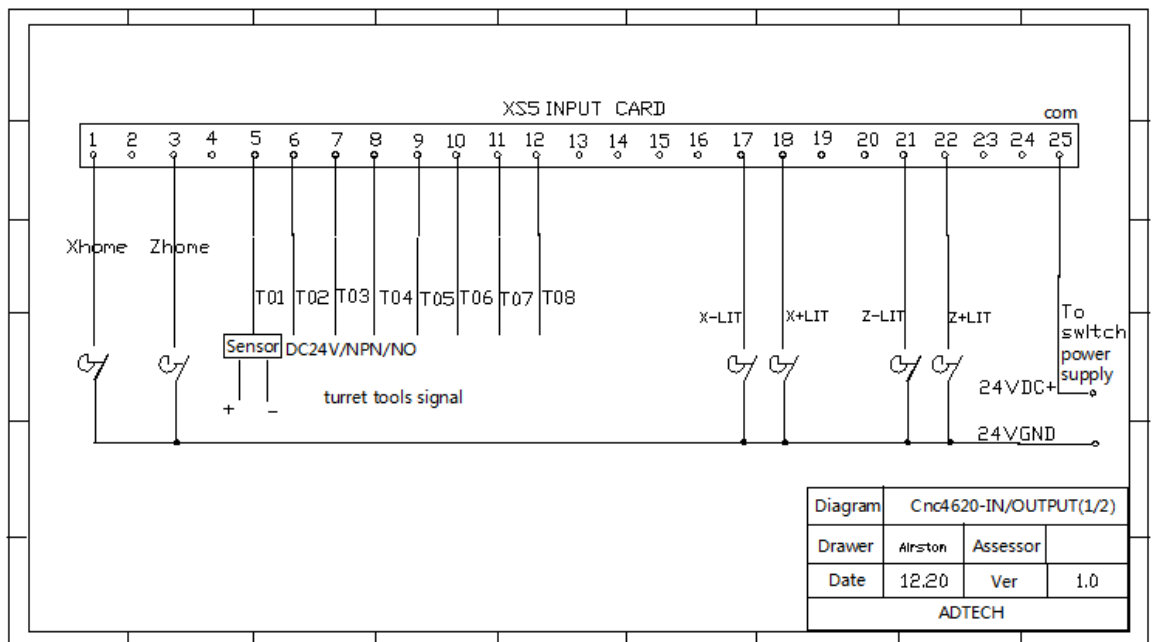 XS5 INPUT CARD
com
1 2 3 4 5 6 7 8 9 10 11 12 13 14 15 16 17 18 19 20 21 22 23 24 25
Xhome Zhome
T01 T02 T03 T04 T05 T06 T07 T08
X-LIT X+LIT Z-LIT Z+LIT
To
switch
power
supply
Sensor DC24V/NPN/NO
+ -
turret tools signal
24VDC+
24VGND
Diagram Cnc4620-IN/OUTPUT(1/2)
Drawer Airston Assessor
Date 12.20 Ver 1.0
ADTECH